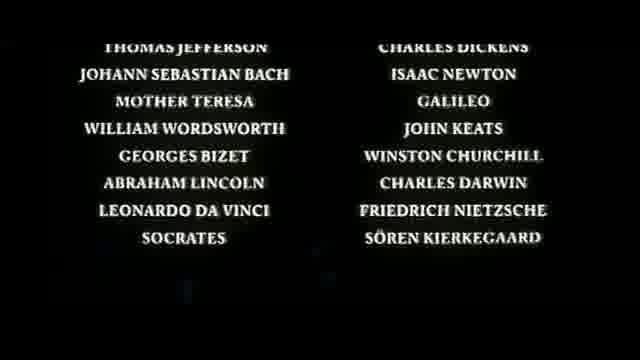 THOMAS JEFFERSON CHARLES DICKENS
JOHANN SEBASTIAN BACH ISAAC NEWTON
MOTHER TERESA GALILEO
WILLIAM WORDSWORTH JOHN KEATS
GEORGES BIZET WINSTON CHURCHILL
ABRAHAM LINCOLN CHARLES DARWIN
LEONARDO DA VINCI FRIEDRICH NIETZSCHE
SOCRATES SÖREN KIERKEGAARD